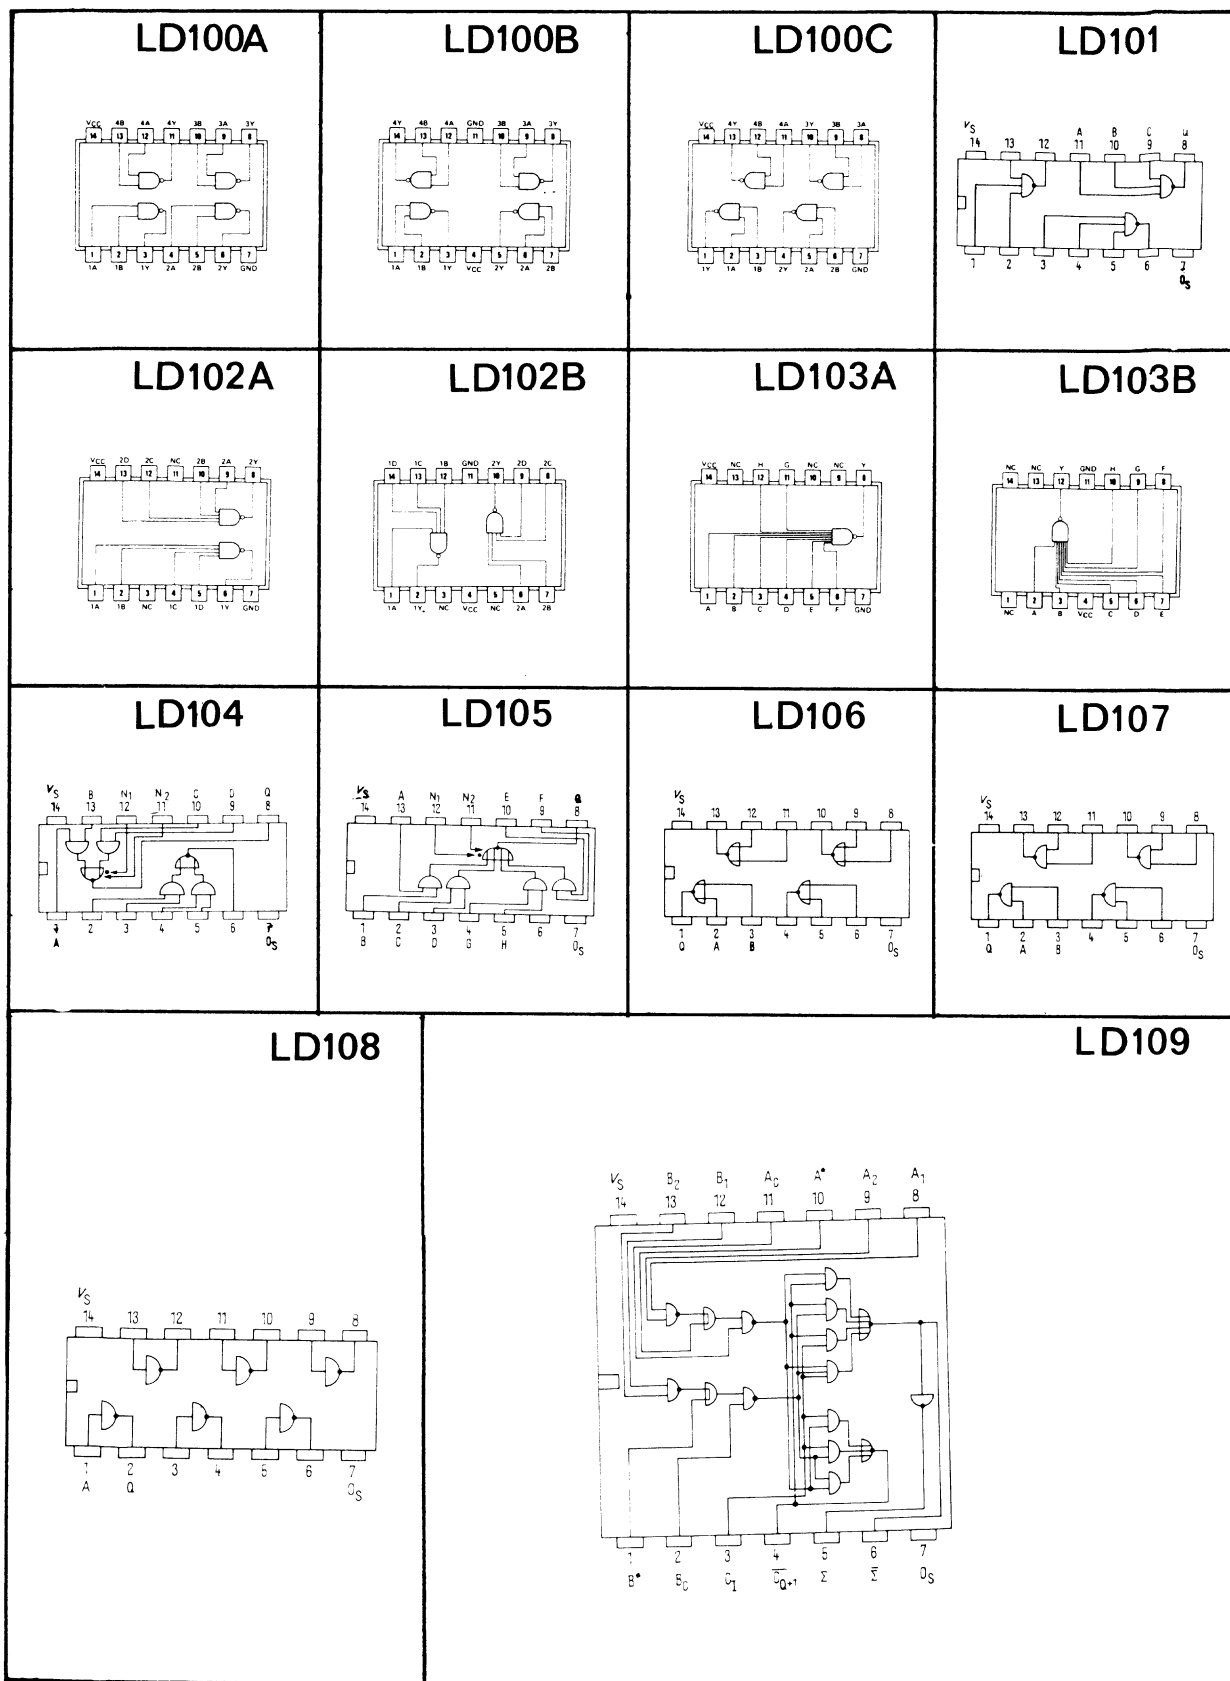 LD100A
VCC 4B 4A 4Y 3B 3A 3Y
14 13 12 11 10 9 8
1 2 3 4 5 6 7
1A 1B 1Y 2A 2B 2Y GND
LD100B
4Y 4B 4A GND 3B 3A 3Y
14 13 12 11 10 9 8
1 2 3 4 5 6 7
1A 1B 1Y VCC 2Y 2A 2B
LD100C
VCC 4Y 4B 4A 3Y 3B 3A
14 13 12 11 10 9 8
1 2 3 4 5 6 7
1Y 1A 1B 2Y 2A 2B GND
LD101
VS A B C
14 13 12 11 10 9 8
1 2 3 4 5 6 7
0S
LD102A
VCC 2D 2C NC 2B 2A 2Y
14 13 12 11 10 9 8
1 2 3 4 5 6 7
1A 1B NC 1C 1D 1Y GND
LD102B
1D 1C 1B GND 2Y 2D 2C
14 13 12 11 10 9 8
1 2 3 4 5 6 7
1A 1Y NC VCC NC 2A 2B
LD103A
VCC NC H G NC NC Y
14 13 12 11 10 9 8
1 2 3 4 5 6 7
A B C D E F GND
LD103B
NC NC Y GND H G F
14 13 12 11 10 9 8
1 2 3 4 5 6 7
NC A B VCC C D E
LD104
VS B N1 N2 C D Q
14 13 12 11 10 9 8
1 2 3 4 5 6 7
A 0S
LD105
VS A N1 N2 E F Q
14 13 12 11 10 9 8
1 2 3 4 5 6 7
B C D G H 0S
LD106
VS
14 13 12 11 10 9 8
1 2 3 4 5 6 7
Q A B 0S
LD107
VS
14 13 12 11 10 9 8
1 2 3 4 5 6 7
Q A B 0S
LD108
VS
14 13 12 11 10 9 8
1 2 3 4 5 6 7
A Q 0S
LD109
VS B2 B1 AC A* A2 A1
14 13 12 11 10 9 8
1 2 3 4 5 6 7
B* BC CI C̅Q+1 Σ Σ̅ 0S